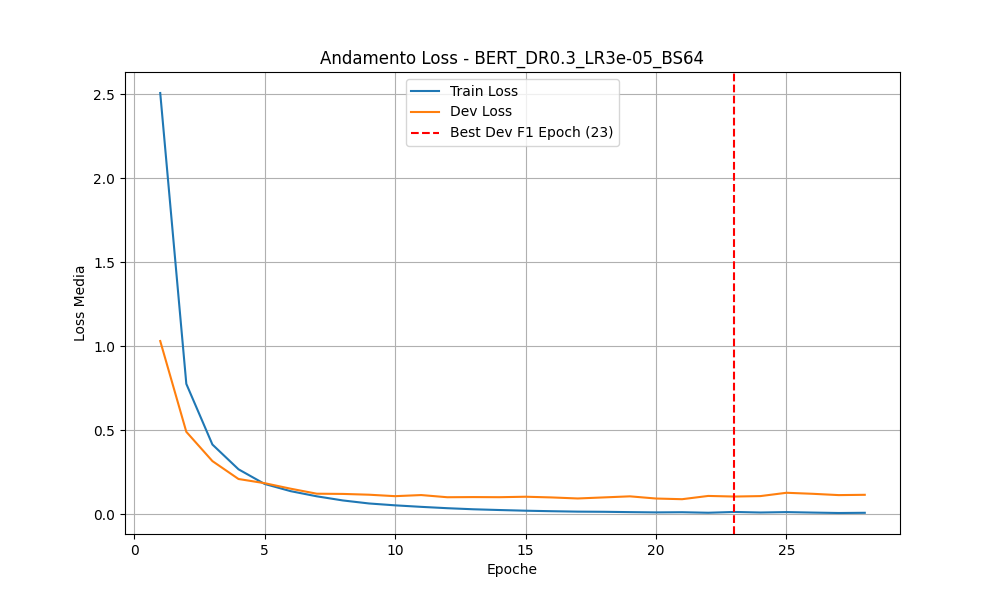 Andamento Loss - BERT_DR0.3_LR3e-05_BS64
Train Loss
Dev Loss
Best Dev F1 Epoch (23)
Loss Media
2.5
2.0
1.5
1.0
0.5
0.0
0 5 10 15 20 25
Epoche